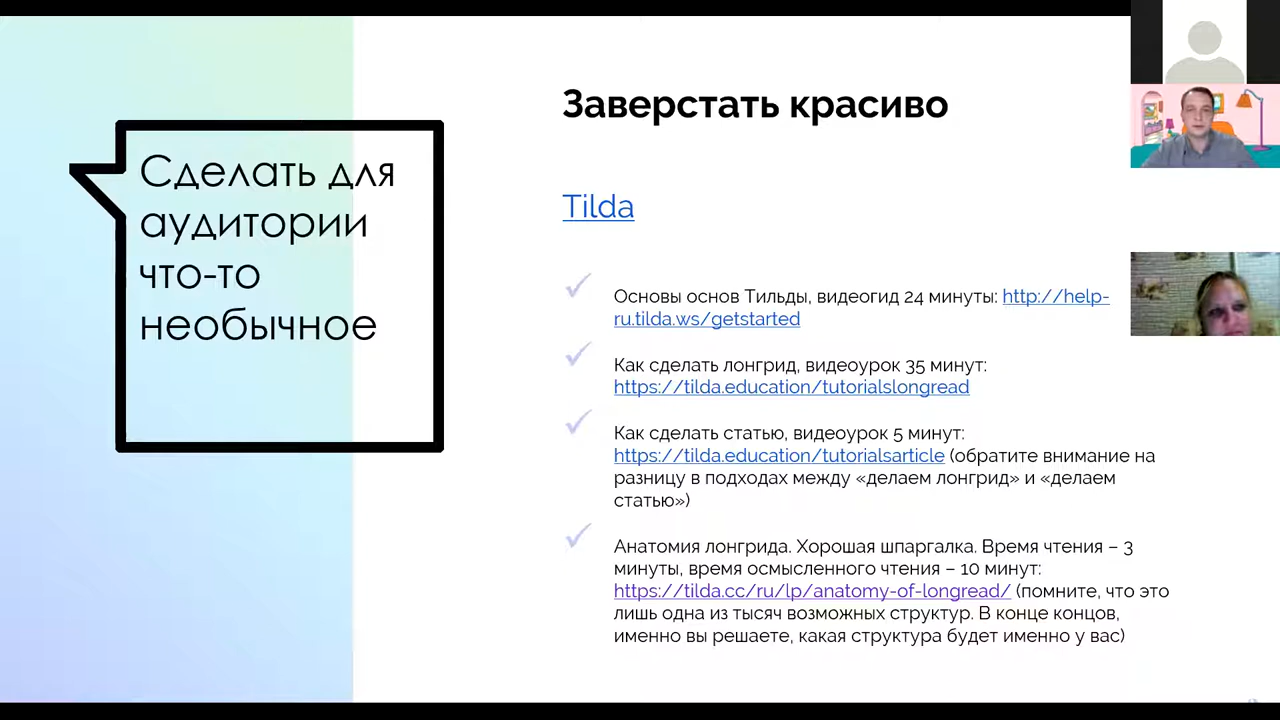 Сделать для
аудитории
что-то
необычное
Заверстать красиво
Tilda
Основы основ Тильды, видеогид 24 минуты: http://help-
ru.tilda.ws/getstarted
Как сделать лонгрид, видеоурок 35 минут:
https://tilda.education/tutorialslongread
Как сделать статью, видеоурок 5 минут:
https://tilda.education/tutorialsarticle (обратите внимание на
разницу в подходах между «делаем лонгрид» и «делаем
статью»)
Анатомия лонгрида. Хорошая шпаргалка. Время чтения – 3
минуты, время осмысленного чтения – 10 минут:
https://tilda.cc/ru/lp/anatomy-of-longread/ (помните, что это
лишь одна из тысяч возможных структур. В конце концов,
именно вы решаете, какая структура будет именно у вас)